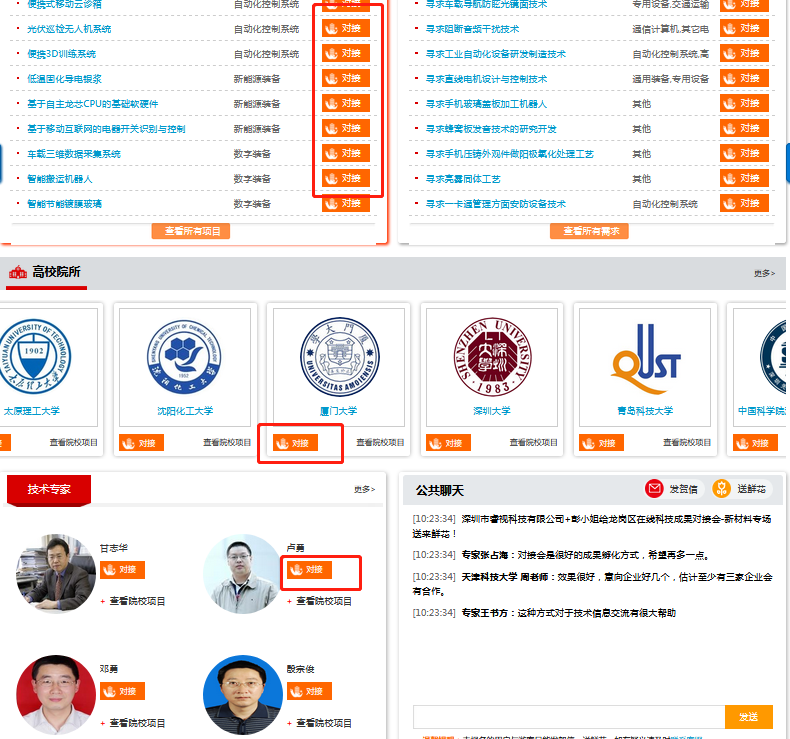 便携式移动云诊箱 自动化控制系统 对接
光伏巡检无人机系统 自动化控制系统 对接
便携3D训练系统 自动化控制系统 对接
低温固化导电银浆 新能源装备 对接
基于自主龙芯CPU的基础软硬件 新能源装备 对接
基于移动互联网的电器开关识别与控制 新能源装备 对接
车载三维数据采集系统 数字装备 对接
智能搬运机器人 数字装备 对接
智能节能镀膜玻璃 数字装备 对接
查看所有项目
寻求车载导航防眩光镜面技术 专用设备,交通运输 对接
寻求阻断音频干扰技术 通信计算机,其它电 对接
寻求工业自动化设备研发制造技术 自动化控制系统,高 对接
寻求直线电机设计与控制技术 通用装备,专用设备 对接
寻求手机玻璃盖板加工机器人 其他 对接
寻求蜂窝板发音技术的研究开发 其他 对接
寻求手机压铸外观件做阳极氧化处理工艺 其他 对接
寻求亮雾同体工艺 其他 对接
寻求一卡通管理方面安防设备技术 自动化控制系统 对接
查看所有需求
高校院所 更多>
TAIYUAN UNIVERSITY OF TECHNOLOGY
1902
太原理工大学
太原理工大学
接 查看院校项目
SHENYANG UNIVERSITY OF CHEMICAL TECHNOLOGY
1952
沈阳化工大学
沈阳化工大学
对接 查看院校项目
學大門廈
UNIVERSITAS AMOIENSIS
厦门大学
对接 查看院校项目
SHENZHEN UNIVERSITY
·1983·
深圳大学
对接 查看院校项目
QUST
青岛科技大学
对接 查看院校项目
中国科学院
对接
技术专家 更多>
甘志华
对接
+ 查看院校项目
卢勇
对接
+ 查看院校项目
邓勇
对接
+ 查看院校项目
殷宗俊
对接
+ 查看院校项目
公共聊天 发贺信 送鲜花
[10:23:34] 深圳市睿视科技有限公司+彭小姐给龙岗区在线科技成果对接会-新材料专场
送来鲜花！
[10:23:34] 专家张占海：对接会是很好的成果孵化方式，希望再多一点。
[10:23:34] 天津科技大学 周老师：效果很好，意向企业好几个，估计至少有三家企业会
有合作。
[10:23:34] 专家王书方：这种方式对于技术信息交流有很大帮助
发送